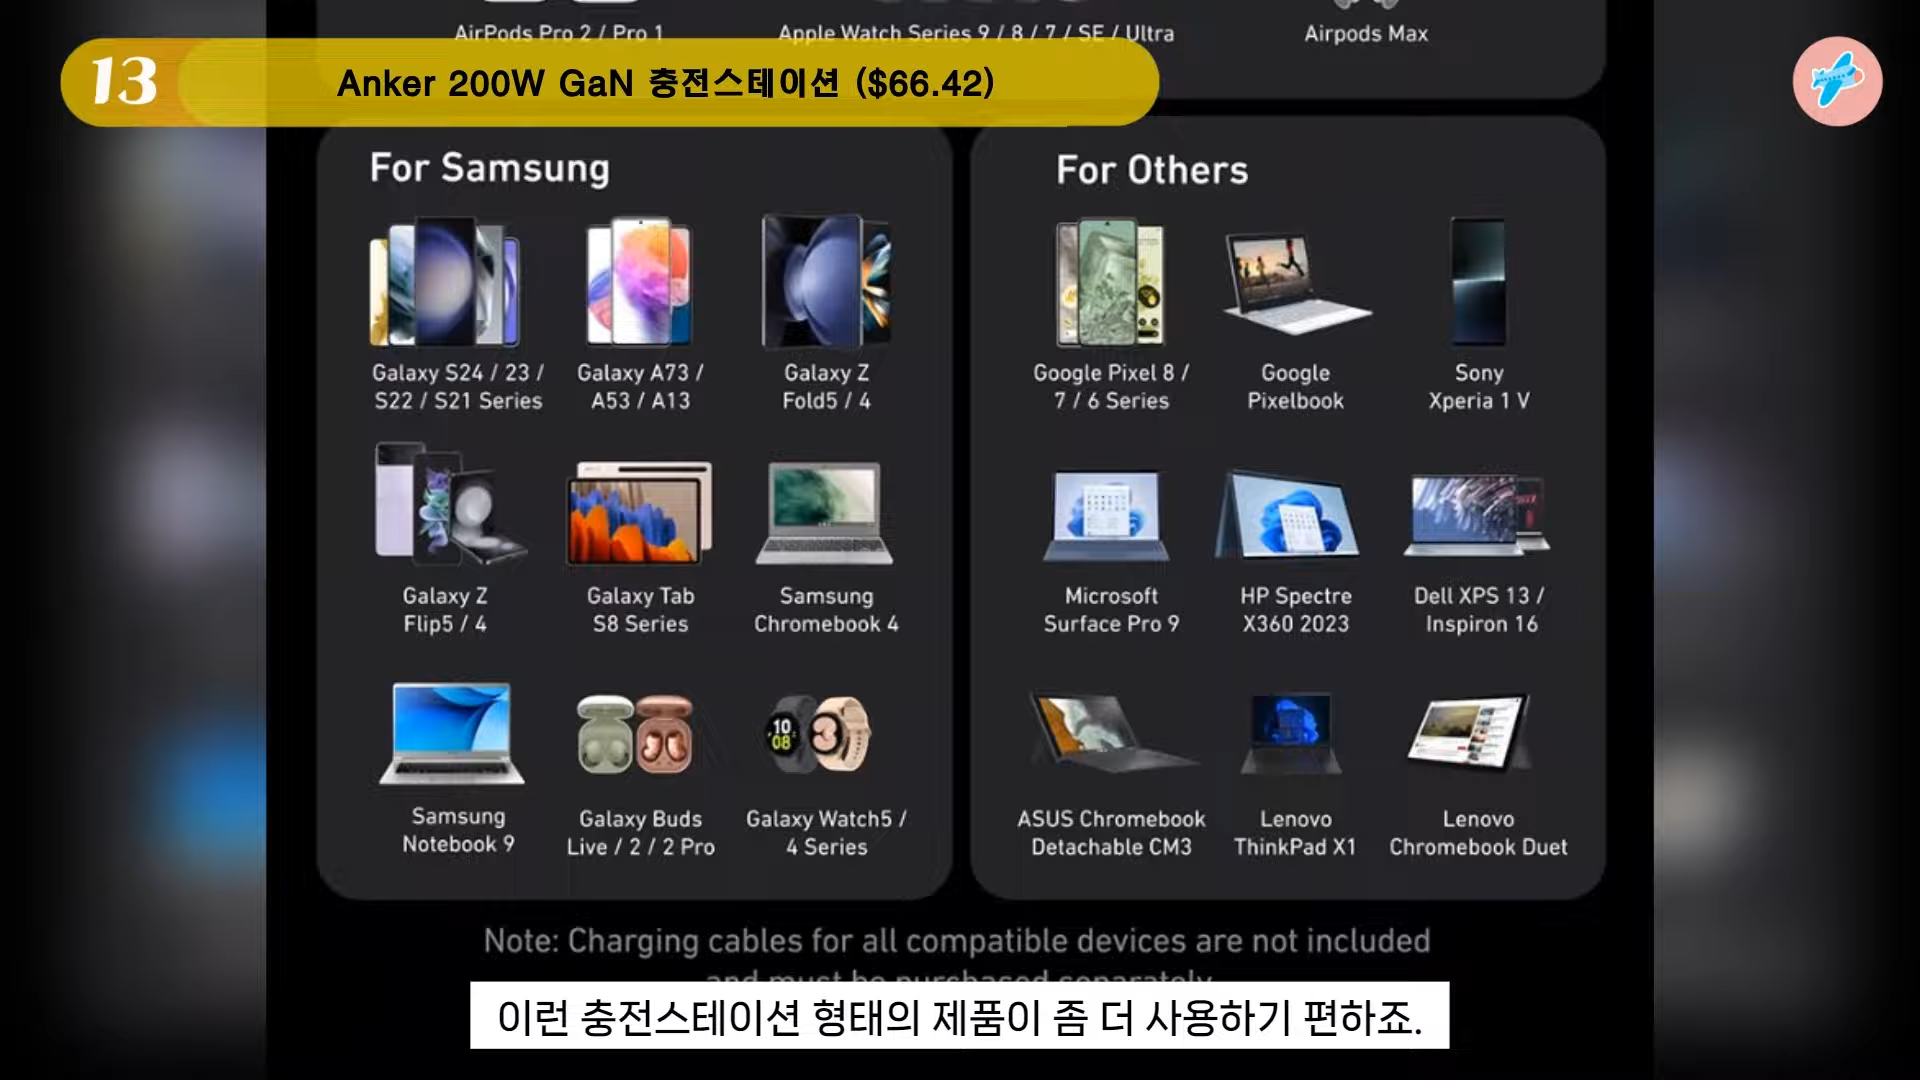 AirPods Pro 2 / Pro 1
Apple Watch Series 9 / 8 / 7 / SE / Ultra
Airpods Max
13
Anker 200W GaN 충전스테이션 ($66.42)
For Samsung
Galaxy S24 / 23 /
S22 / S21 Series
Galaxy A73 /
A53 / A13
Galaxy Z
Fold5 / 4
Galaxy Z
Flip5 / 4
Galaxy Tab
S8 Series
Samsung
Chromebook 4
Samsung
Notebook 9
Galaxy Buds
Live / 2 / 2 Pro
10
08
Galaxy Watch5 /
4 Series
For Others
Google Pixel 8 /
7 / 6 Series
Google
Pixelbook
Sony
Xperia 1 V
Microsoft
Surface Pro 9
HP Spectre
X360 2023
Dell XPS 13 /
Inspiron 16
ASUS Chromebook
Detachable CM3
Lenovo
ThinkPad X1
Lenovo
Chromebook Duet
Note: Charging cables for all compatible devices are not included
and must be purchased separately.
이런 충전스테이션 형태의 제품이 좀 더 사용하기 편하죠.